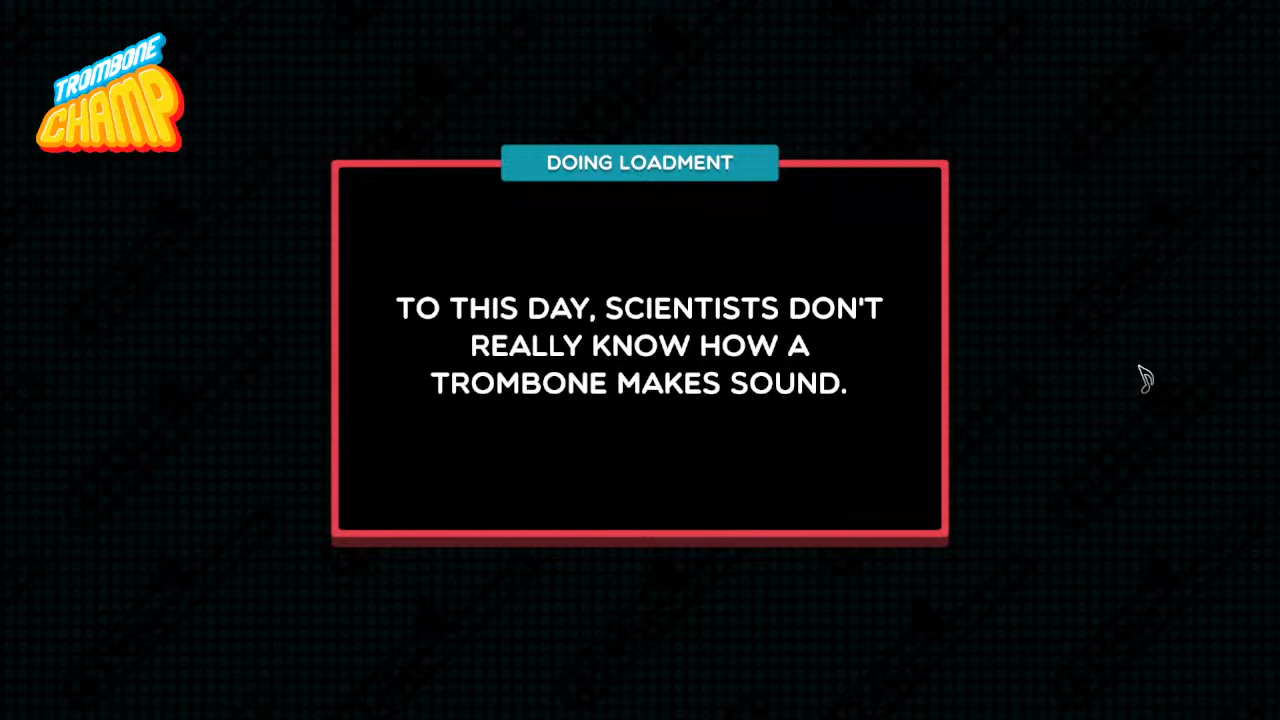 TROMBONE
CHAMP
DOING LOADMENT
TO THIS DAY, SCIENTISTS DON'T
REALLY KNOW HOW A
TROMBONE MAKES SOUND.